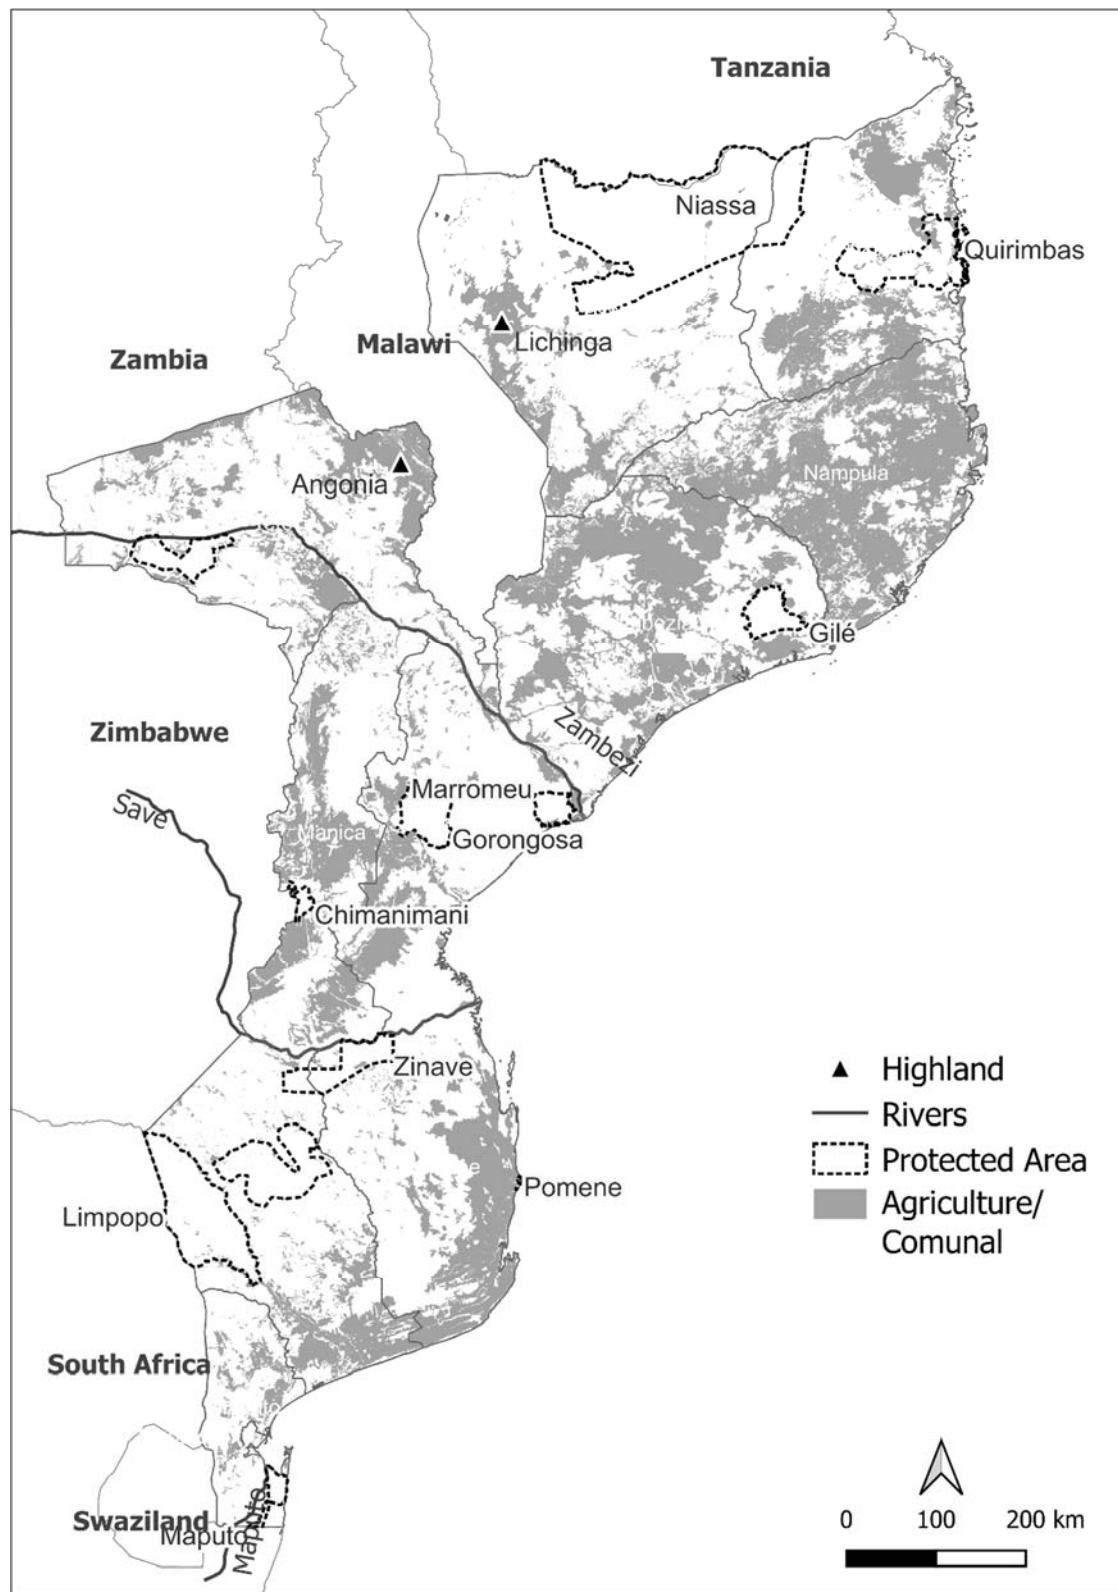 Tanzania
Niassa
Quirimbas
Lichinga
Malawi
Zambia
Angonia
Nampula
Gilé
Zambezi
Zimbabwe
Save
Marromeu
Manica
Gorongosa
Chimanimani
Zinave
Highland
Rivers
Protected Area
Agriculture/
Comunal
Pomene
Limpopo
South Africa
Swaziland
Maputo
Maputo
0 100 200 km